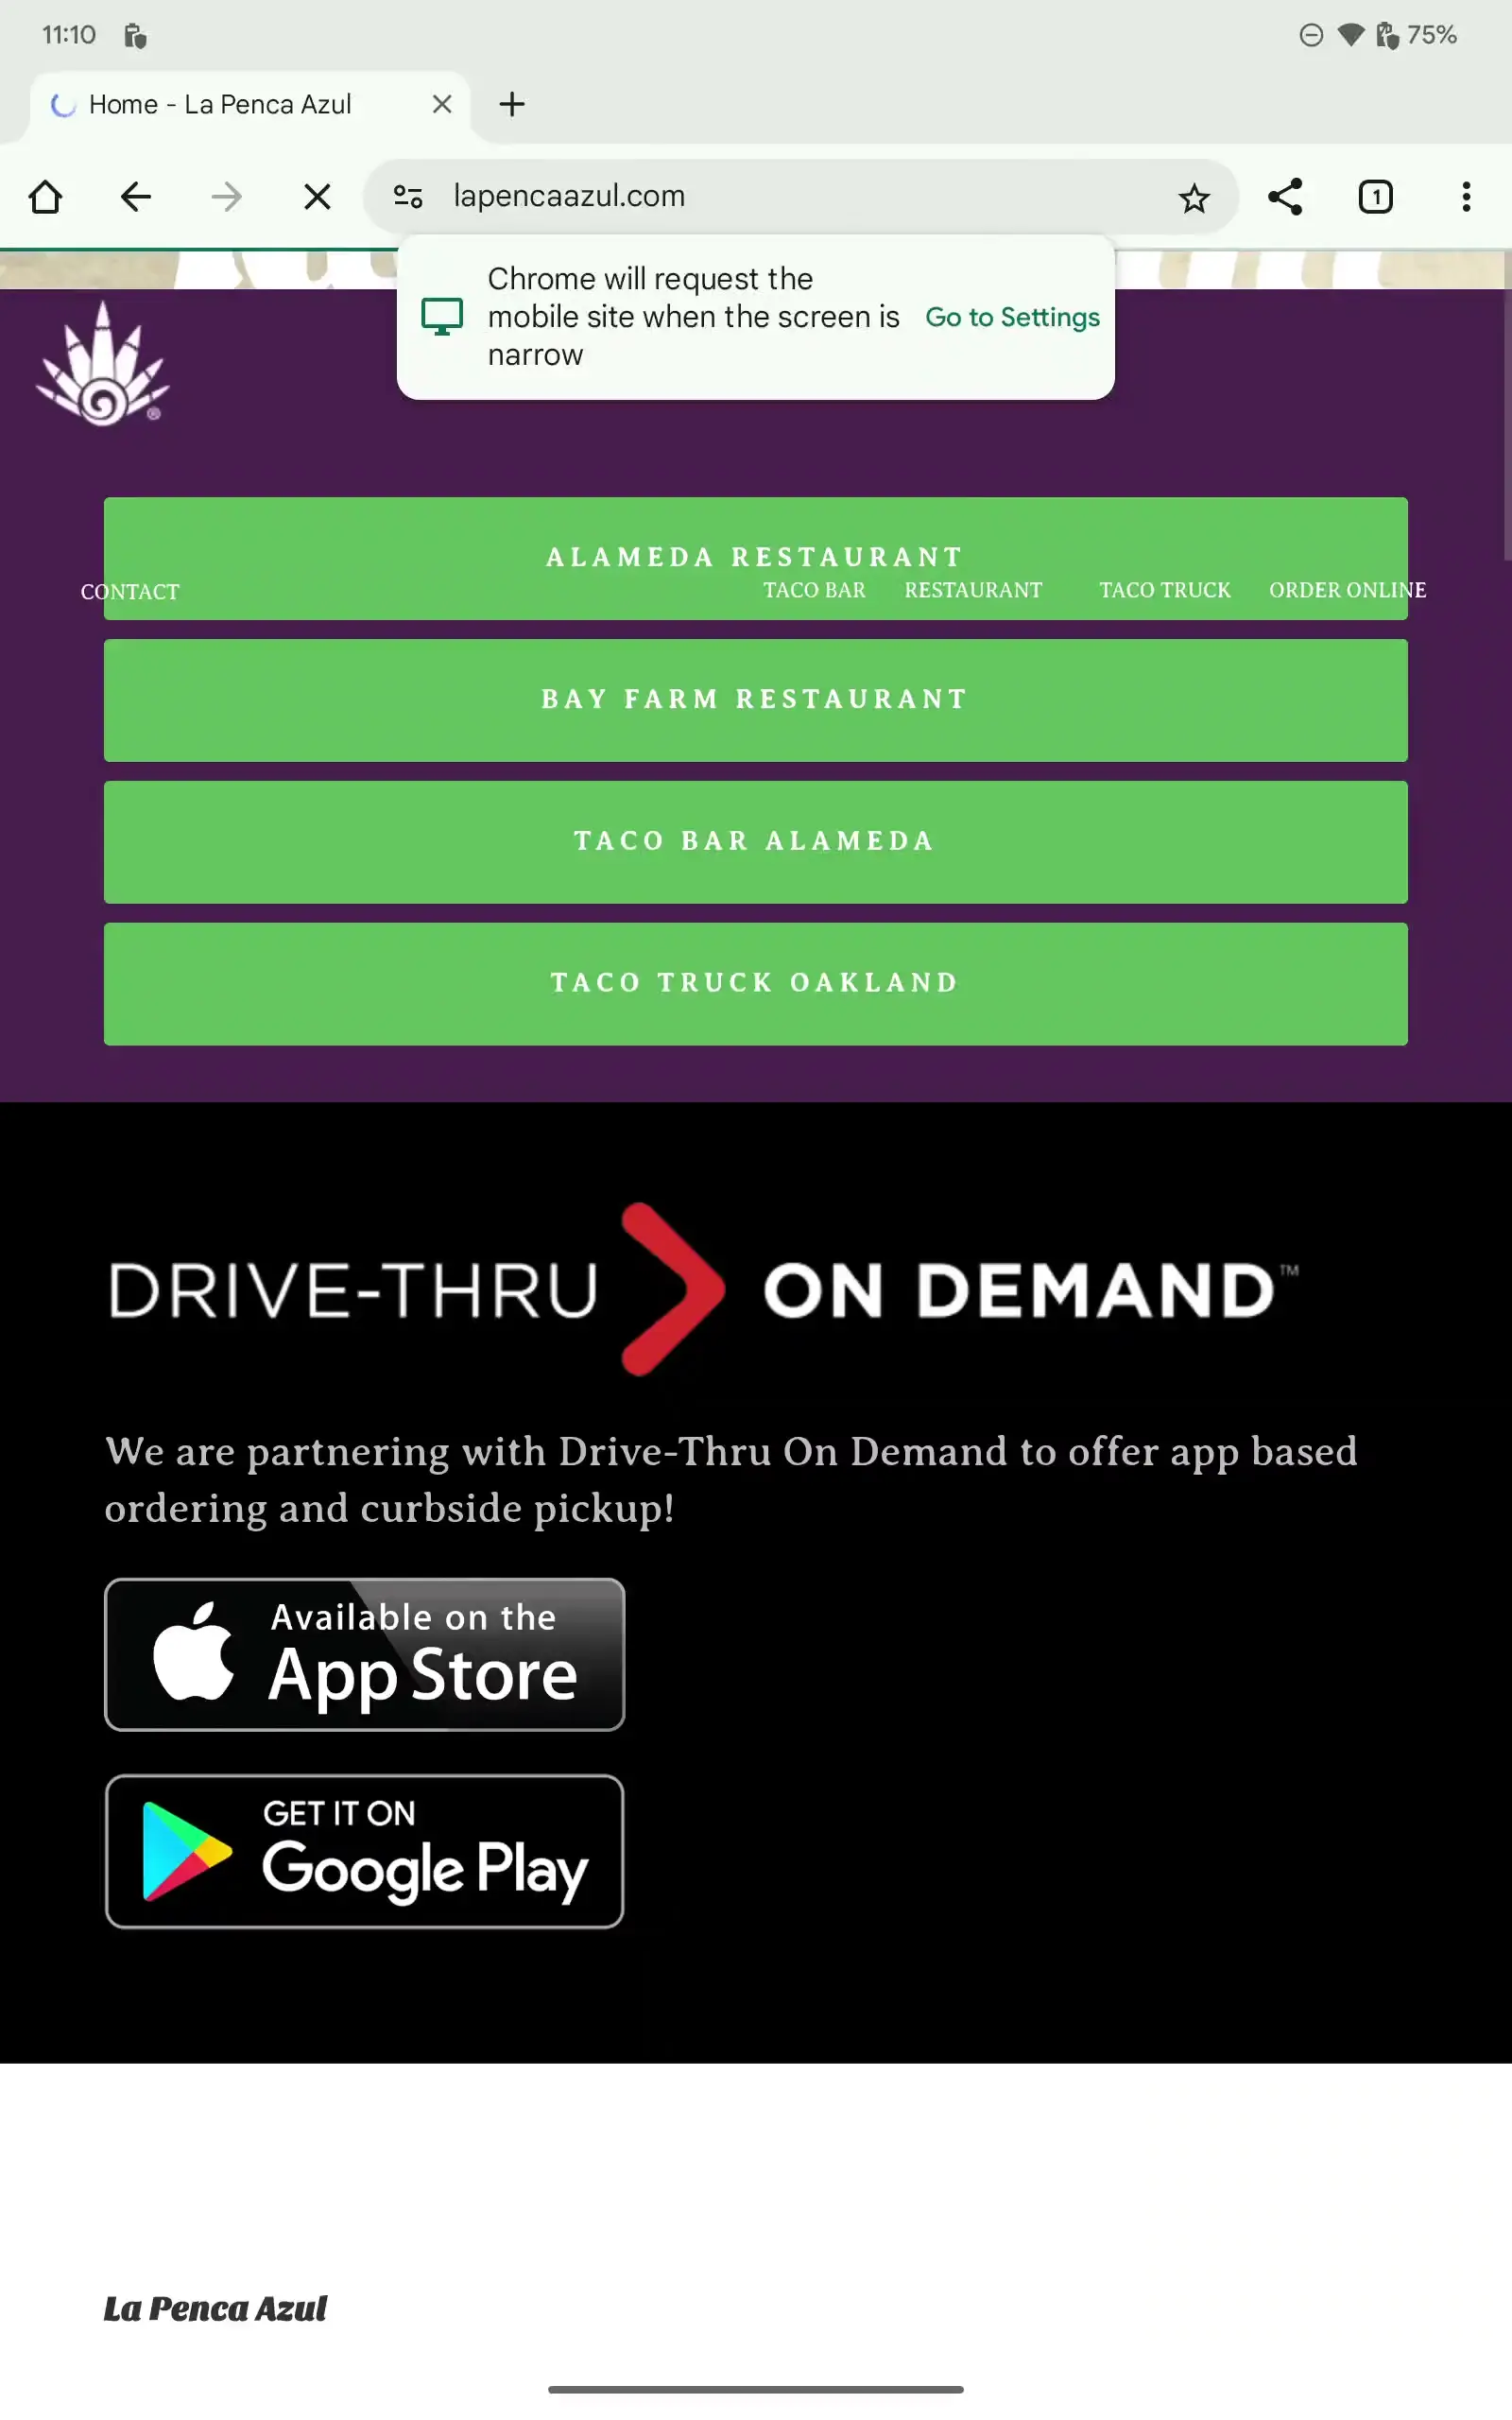 11:10
75%
Home - La Penca Azul
lapencaazul.com
1
Chrome will request the
mobile site when the screen is
narrow
Go to Settings
®
ALAMEDA RESTAURANT
CONTACT
TACO BAR
RESTAURANT
TACO TRUCK
ORDER ONLINE
BAY FARM RESTAURANT
TACO BAR ALAMEDA
TACO TRUCK OAKLAND
DRIVE-THRU ON DEMAND™
We are partnering with Drive-Thru On Demand to offer app based
ordering and curbside pickup!
Available on the
App Store
GET IT ON
Google Play
La Penca Azul